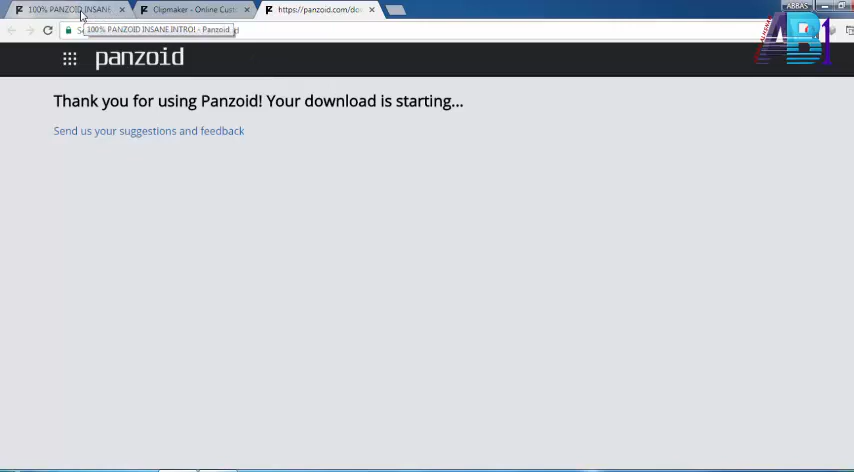 100% PANZOID INSANE
Clipmaker - Online Cust
https://panzoid.com/do
ABBAS
100% PANZOID INSANE INTRO! - Panzoid
panzoid
AB1
Thank you for using Panzoid! Your download is starting...
Send us your suggestions and feedback